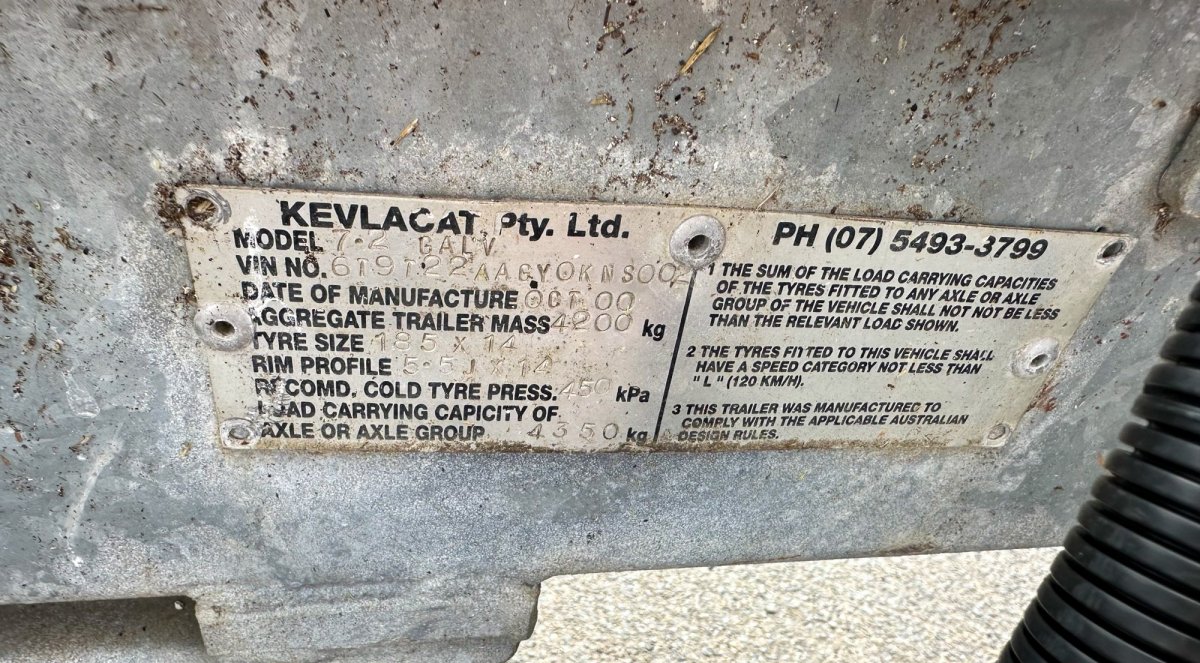 KEVLACAT Pty. Ltd.
MODEL 7.2 GALV
VIN NO. 6T9T22AAGY0KNS002
DATE OF MANUFACTURE OCT 00
AGGREGATE TRAILER MASS 4200 kg
TYRE SIZE 185 X 14
RIM PROFILE 5.5J X 14
RECOMD. COLD TYRE PRESS. 450 kPa
LOAD CARRYING CAPICITY OF
AXLE OR AXLE GROUP 4350 kg
PH (07) 5493-3799
1 THE SUM OF THE LOAD CARRYING CAPACITIES
OF THE TYRES FITTED TO ANY AXLE OR AXLE
GROUP OF THE VEHICLE SHALL NOT NOT BE LESS
THAN THE RELEVANT LOAD SHOWN.
2 THE TYRES FITTED TO THIS VEHICLE SHALL
HAVE A SPEED CATEGORY NOT LESS THAN
" L " (120 KM/H).
3 THIS TRAILER WAS MANUFACTURED TO
COMPLY WITH THE APPLICABLE AUSTRALIAN
DESIGN RULES.